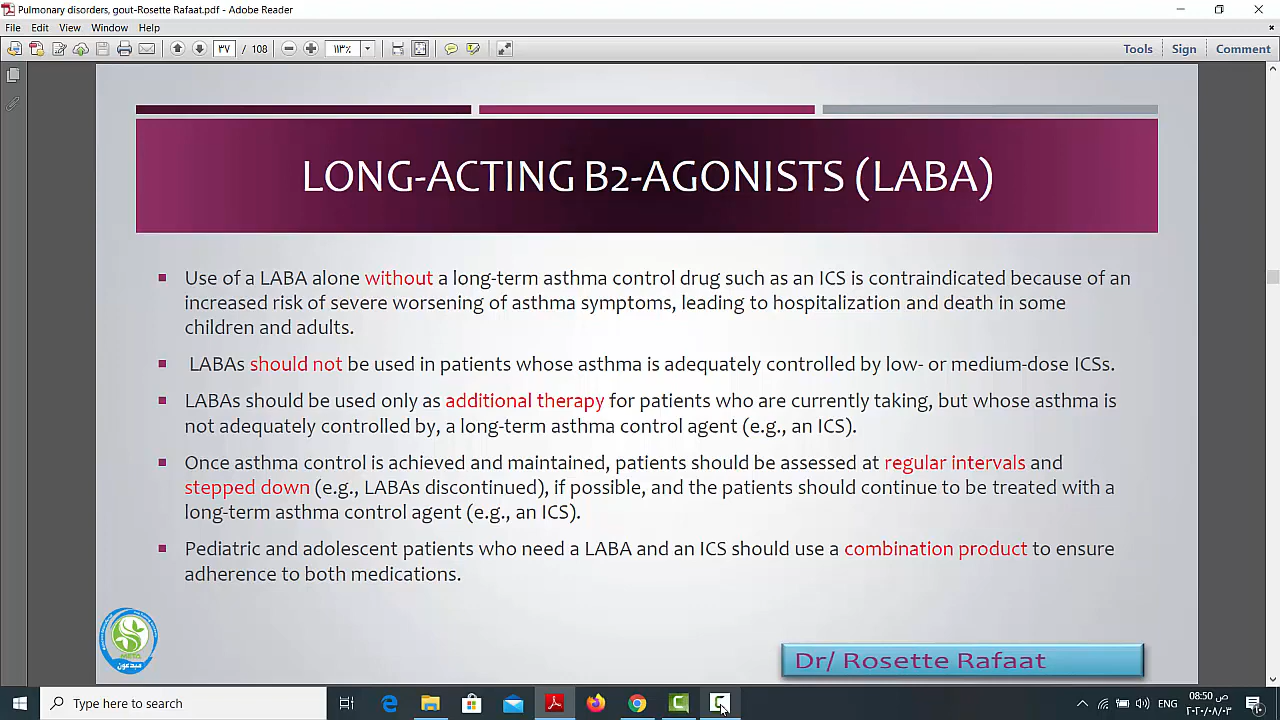 Pulmonary disorders, gout-Rosette Rafaat.pdf - Adobe Reader
File Edit View Window Help
٣٧ / 108 ١١٣٪ Tools Sign Comment
LONG-ACTING B2-AGONISTS (LABA)
Use of a LABA alone without a long-term asthma control drug such as an ICS is contraindicated because of an
increased risk of severe worsening of asthma symptoms, leading to hospitalization and death in some
children and adults.
LABAs should not be used in patients whose asthma is adequately controlled by low- or medium-dose ICSs.
LABAs should be used only as additional therapy for patients who are currently taking, but whose asthma is
not adequately controlled by, a long-term asthma control agent (e.g., an ICS).
Once asthma control is achieved and maintained, patients should be assessed at regular intervals and
stepped down (e.g., LABAs discontinued), if possible, and the patients should continue to be treated with a
long-term asthma control agent (e.g., an ICS).
Pediatric and adolescent patients who need a LABA and an ICS should use a combination product to ensure
adherence to both medications.
ميدعون
Dr/ Rosette Rafaat
Type here to search
08:50 ص
٢٠٢٠/٠٨/٠٣